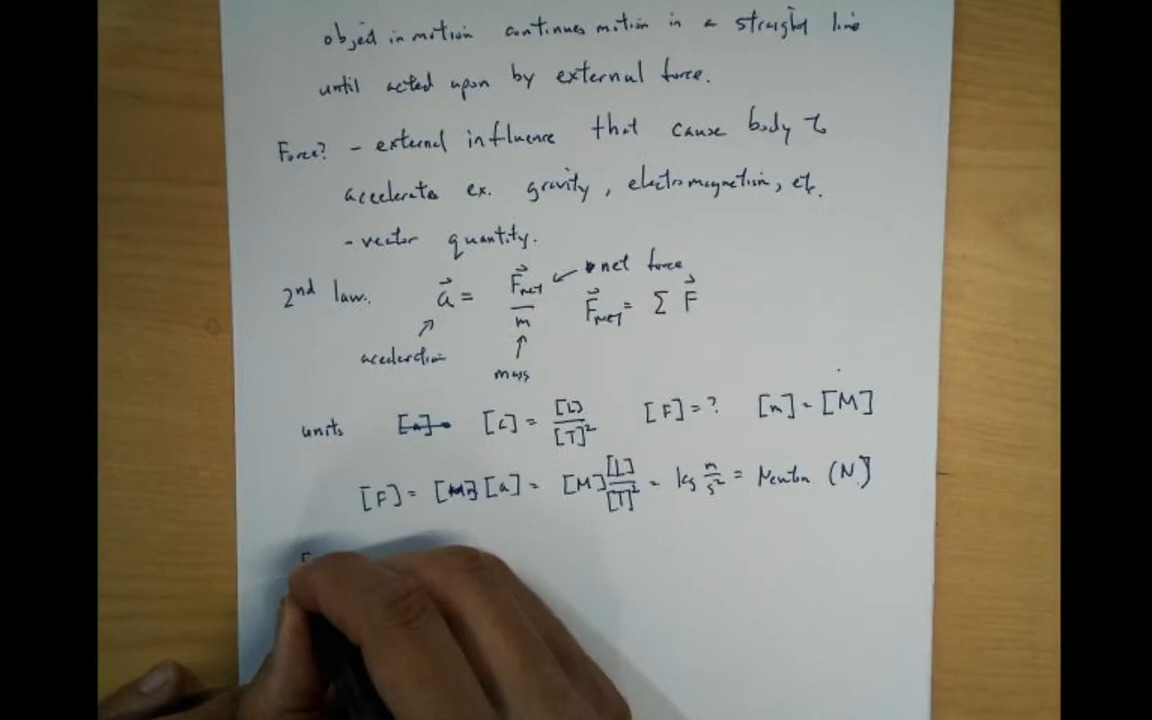 object in motion continues motion in a straight line
until acted upon by external force.
Force? - external influence that cause body to
accelerate ex. gravity, electromagnetism, etc.
- vector quantity.
2nd law. a⃗ = F⃗net / m ← net force F⃗net = Σ F⃗
acceleration
mass
units [a] = [L]/[T]² [F] = ? [m] = [M]
[F] = [a] = [M] [L]/[T]² = kg m/s² = Newton (N)